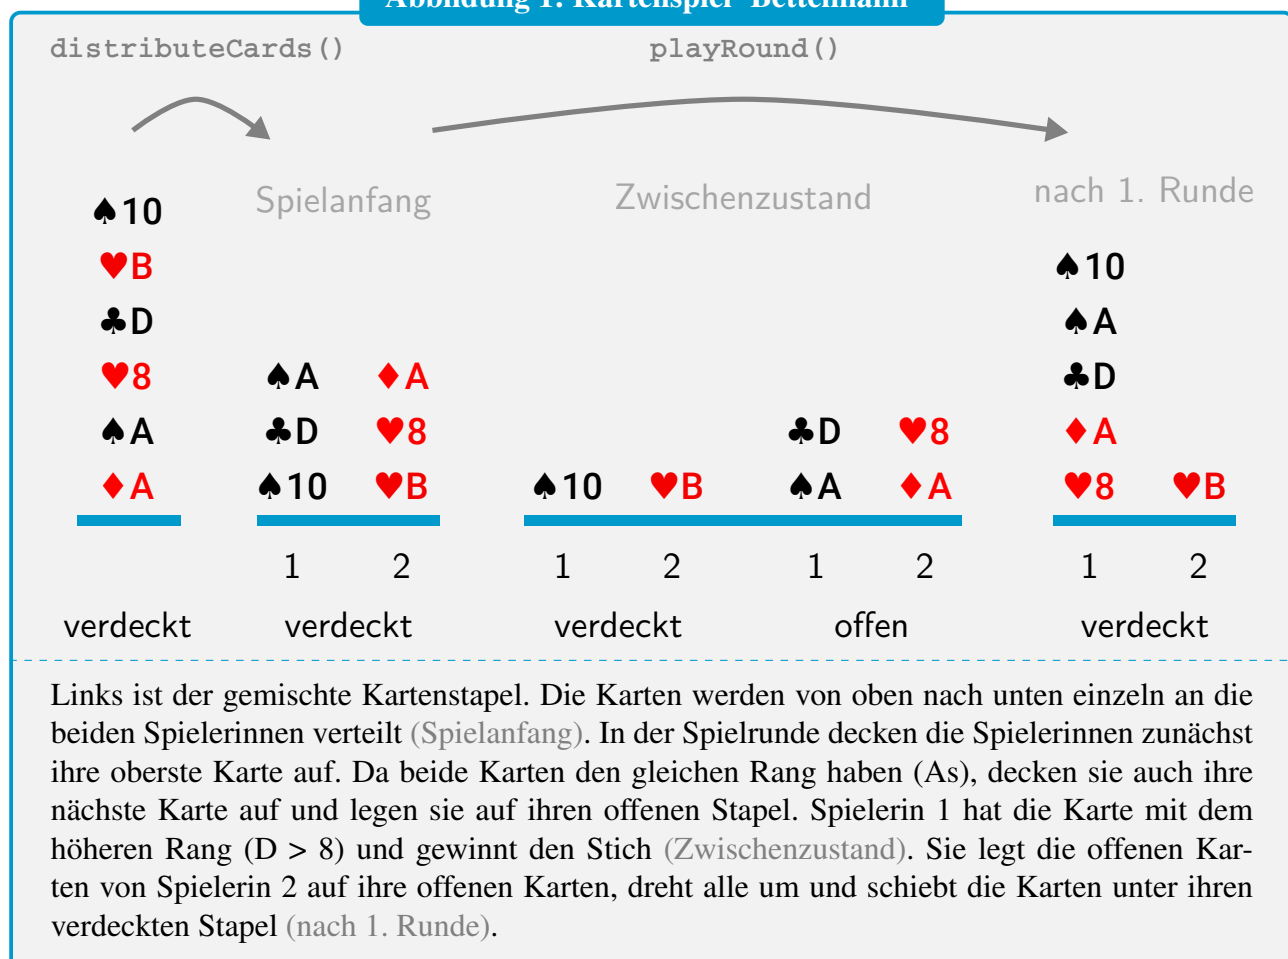 Abbildung 1: Kartenspiel 'Bettelmann'
distributeCards() playRound()
Spielanfang Zwischenzustand nach 1. Runde
♠10
♥B ♠10
♣D ♠A
♥8 ♠A ♦A ♣D
♠A ♣D ♥8 ♣D ♥8 ♦A
♦A ♠10 ♥B ♠10 ♥B ♠A ♦A ♥8 ♥B
1 2 1 2 1 2 1 2
verdeckt verdeckt verdeckt offen verdeckt
Links ist der gemischte Kartenstapel. Die Karten werden von oben nach unten einzeln an die
beiden Spielerinnen verteilt (Spielanfang). In der Spielrunde decken die Spielerinnen zunächst
ihre oberste Karte auf. Da beide Karten den gleichen Rang haben (As), decken sie auch ihre
nächste Karte auf und legen sie auf ihren offenen Stapel. Spielerin 1 hat die Karte mit dem
höheren Rang (D > 8) und gewinnt den Stich (Zwischenzustand). Sie legt die offenen Kar-
ten von Spielerin 2 auf ihre offenen Karten, dreht alle um und schiebt die Karten unter ihren
verdeckten Stapel (nach 1. Runde).